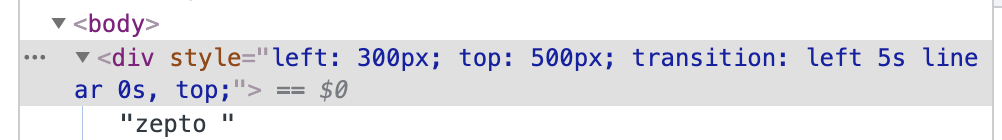 ▼<body>
··· ▼<div style="left: 300px; top: 500px; transition: left 5s line
ar 0s, top;"> == $0
"zepto "